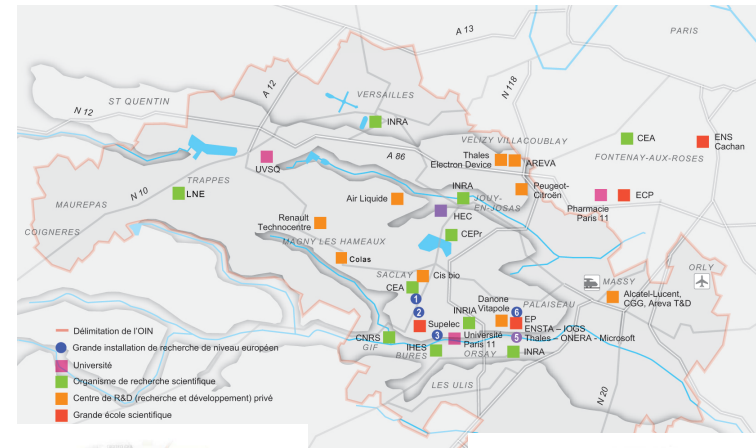 A 13
PARIS
A 12
N 118
ST QUENTIN
VERSAILLES
N 12
INRA
VELIZY VILLACOUBLAY
CEA
ENS
Cachan
A 86
Thales
Electron Device
AREVA
FONTENAY-AUX-ROSES
UVSQ
TRAPPES
LNE
N 10
INRA
Peugeot-
Citroën
MAUREPAS
Air Liquide
JOUY-
EN-JOSAS
ECP
Pharmacie
Paris 11
HEC
COIGNERES
Renault
Technocentre
CEPr
MAGNY LES HAMEAUX
Colas
ORLY
SACLAY
Cis bio
MASSY
CEA
1
Danone
Vitapole
PALAISEAU
Alcatel-Lucent,
CGG, Areva T&D
2
6
INRIA
EP
Supelec
ENSTA – IOGS
Délimitation de l'OIN
CNRS
3
Université
Paris 11
5
Thales – ONERA - Microsoft
Grande installation de recherche de niveau européen
GIF
IHES
BURES
ORSAY
INRA
Université
Organisme de recherche scientifique
LES ULIS
N 20
Centre de R&D (recherche et développement) privé
Grande école scientifique